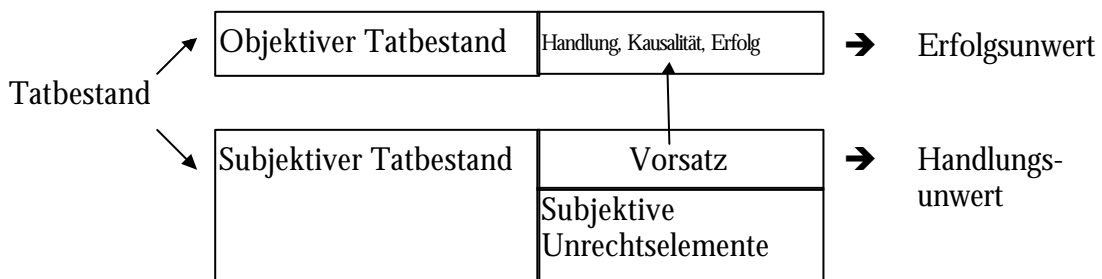 Objektiver Tatbestand
Handlung, Kausalität, Erfolg
➔ Erfolgsunwert
Tatbestand
Subjektiver Tatbestand
Vorsatz
➔ Handlungs-
unwert
Subjektive
Unrechtselemente